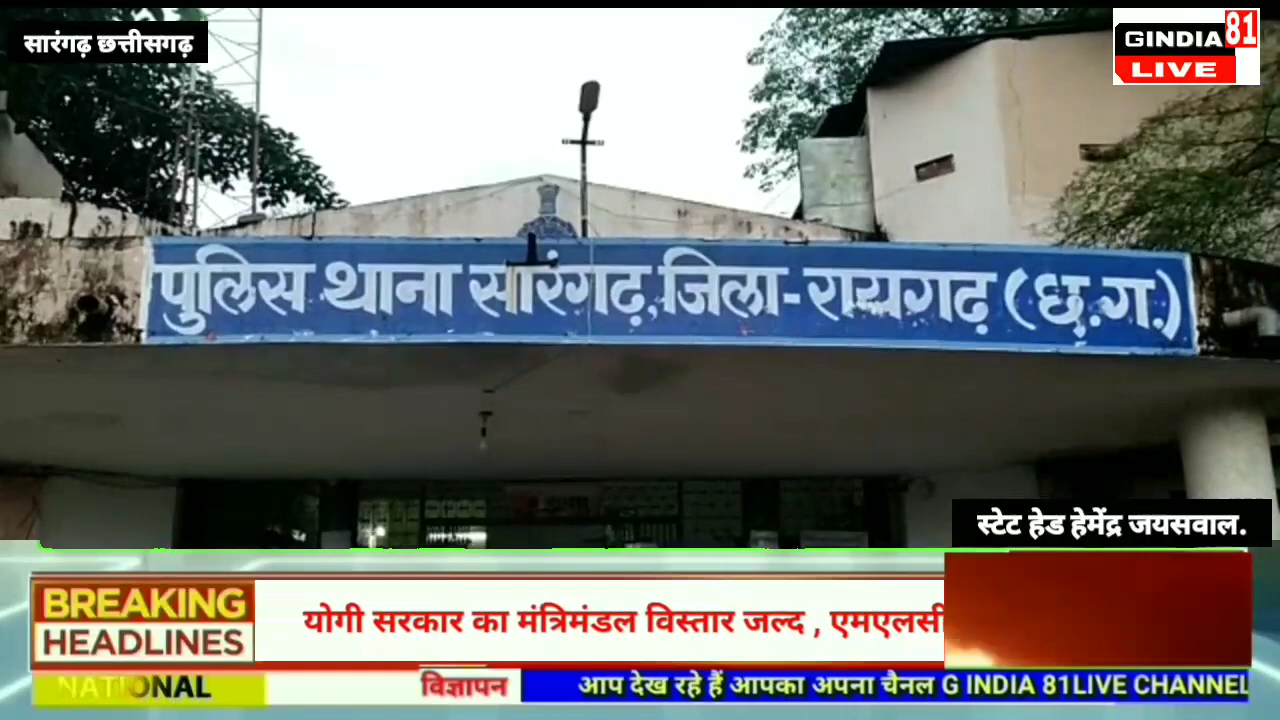 सारंगढ़ छत्तीसगढ़
GINDIA 81
LIVE
पुलिस थाना सारंगढ़, जिला-रायगढ़ (छ.ग.)
स्टेट हेड हेमेंद्र जयसवाल.
BREAKING
HEADLINES
योगी सरकार का मंत्रिमंडल विस्तार जल्द , एमएलसी
NATIONAL
विज्ञापन
आप देख रहे हैं आपका अपना चैनल G INDIA 81LIVE CHANNEL